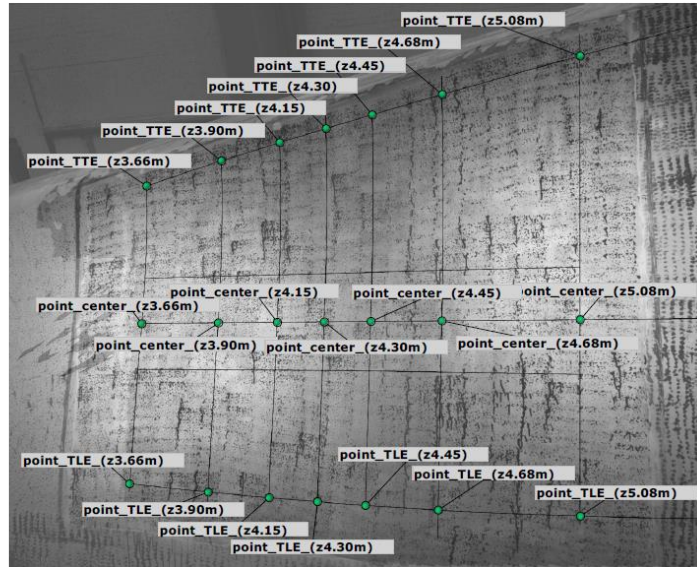 point_TTE_(z5.08m)
point_TTE_(z4.68m)
point_TTE_(z4.45)
point_TTE_(z4.30)
point_TTE_(z4.15)
point_TTE_(z3.90m)
point_TTE_(z3.66m)
point_center_(z3.66m)
point_center_(z4.15)
point_center_(z4.45)
oint_center_(z5.08m)
point_center_(z3.90m)
point_center_(z4.30m)
point_center_(z4.68m)
point_TLE_(z3.66m)
point_TLE_(z3.90m)
point_TLE_(z4.15)
point_TLE_(z4.30m)
point_TLE_(z4.45)
point_TLE_(z4.68m)
point_TLE_(z5.08m)